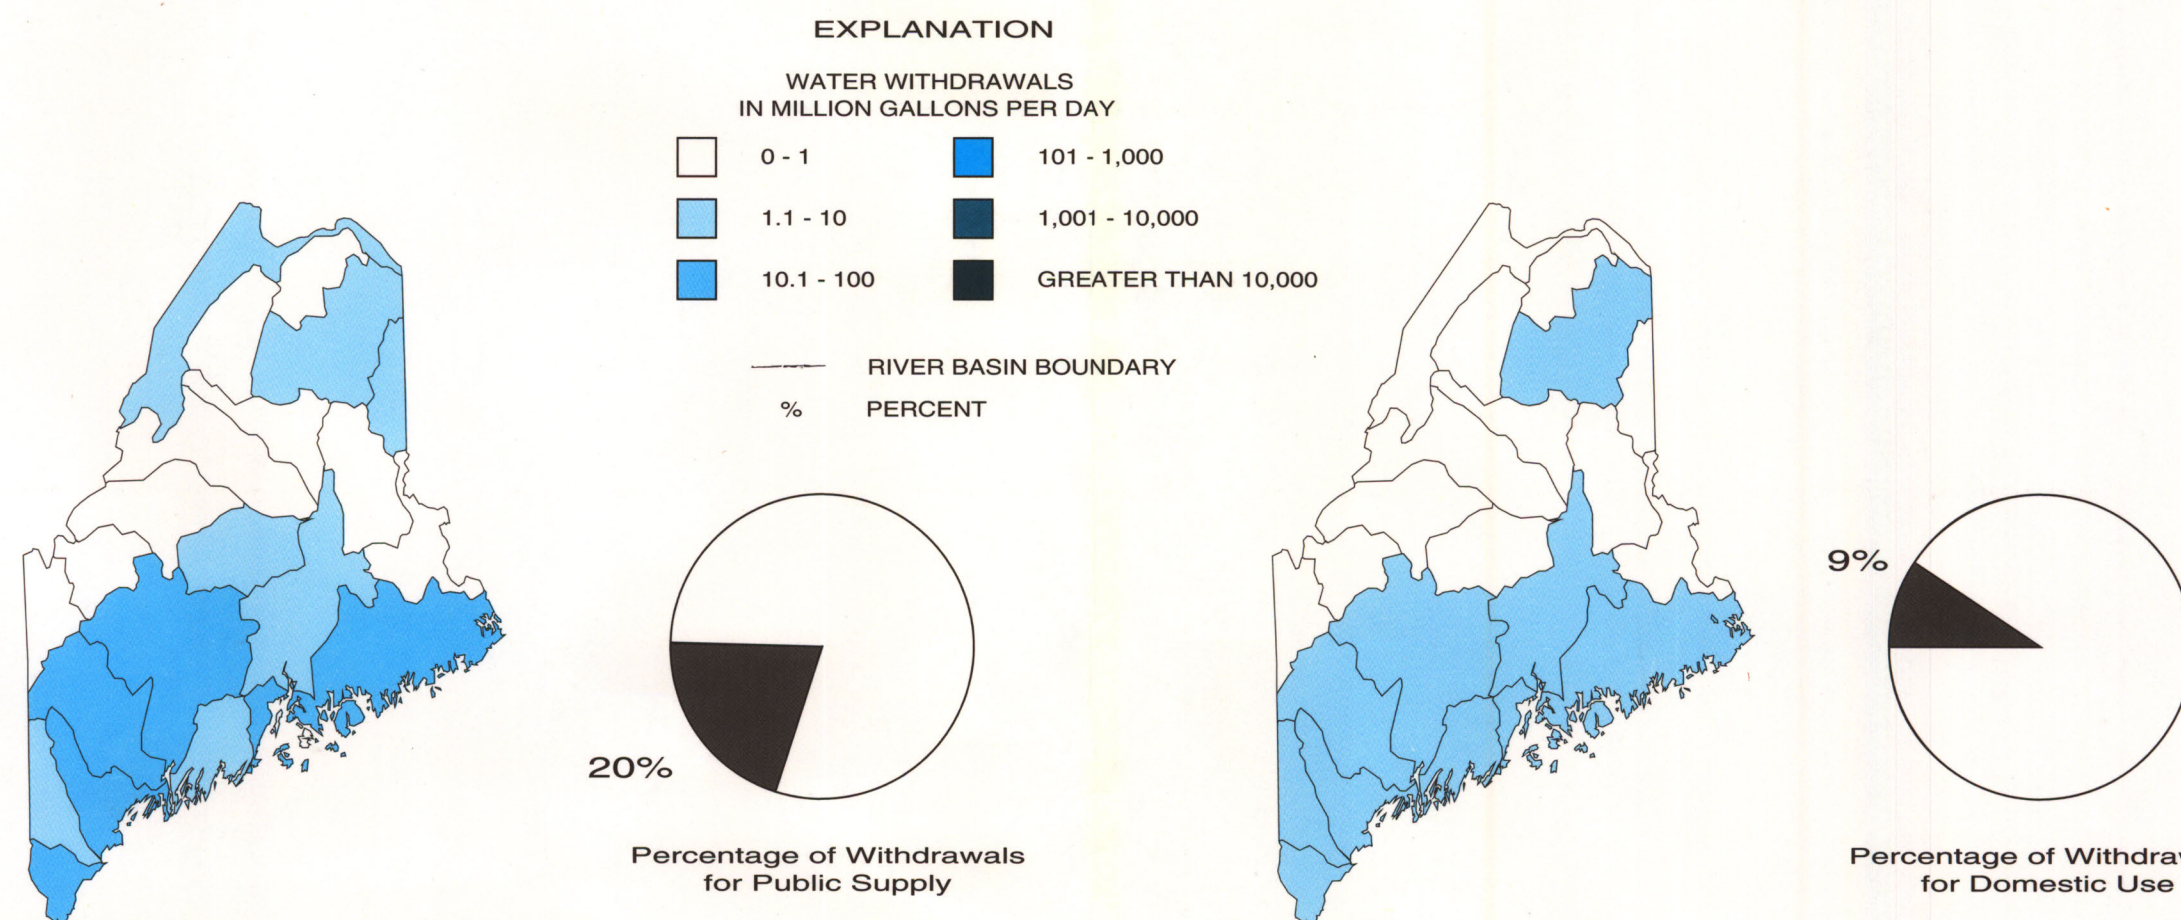 EXPLANATION
WATER WITHDRAWALS
IN MILLION GALLONS PER DAY
0 - 1
1.1 - 10
10.1 - 100
101 - 1,000
1,001 - 10,000
GREATER THAN 10,000
RIVER BASIN BOUNDARY
% PERCENT
20%
Percentage of Withdrawals
for Public Supply
9%
Percentage of
for Domestic Use